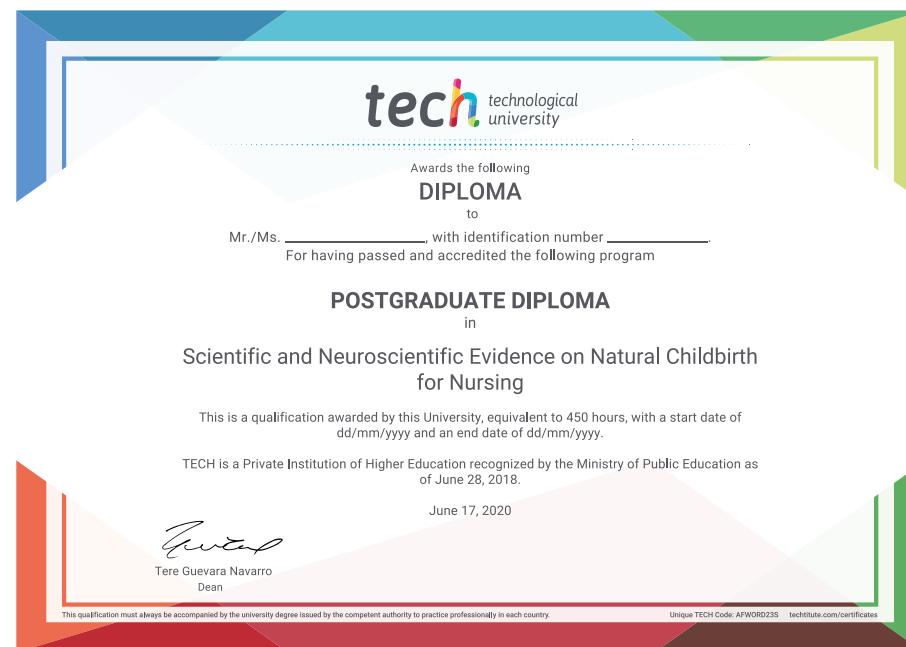 tech technological
university
Awards the following
DIPLOMA
to
Mr./Ms. ____________________, with identification number ______________.
For having passed and accredited the following program
POSTGRADUATE DIPLOMA
in
Scientific and Neuroscientific Evidence on Natural Childbirth
for Nursing
This is a qualification awarded by this University, equivalent to 450 hours, with a start date of
dd/mm/yyyy and an end date of dd/mm/yyyy.
TECH is a Private Institution of Higher Education recognized by the Ministry of Public Education as
of June 28, 2018.
June 17, 2020
Tere Guevara Navarro
Dean
This qualification must always be accompanied by the university degree issued by the competent authority to practice professionally in each country. Unique TECH Code: AFWORD23S techtitute.com/certificates